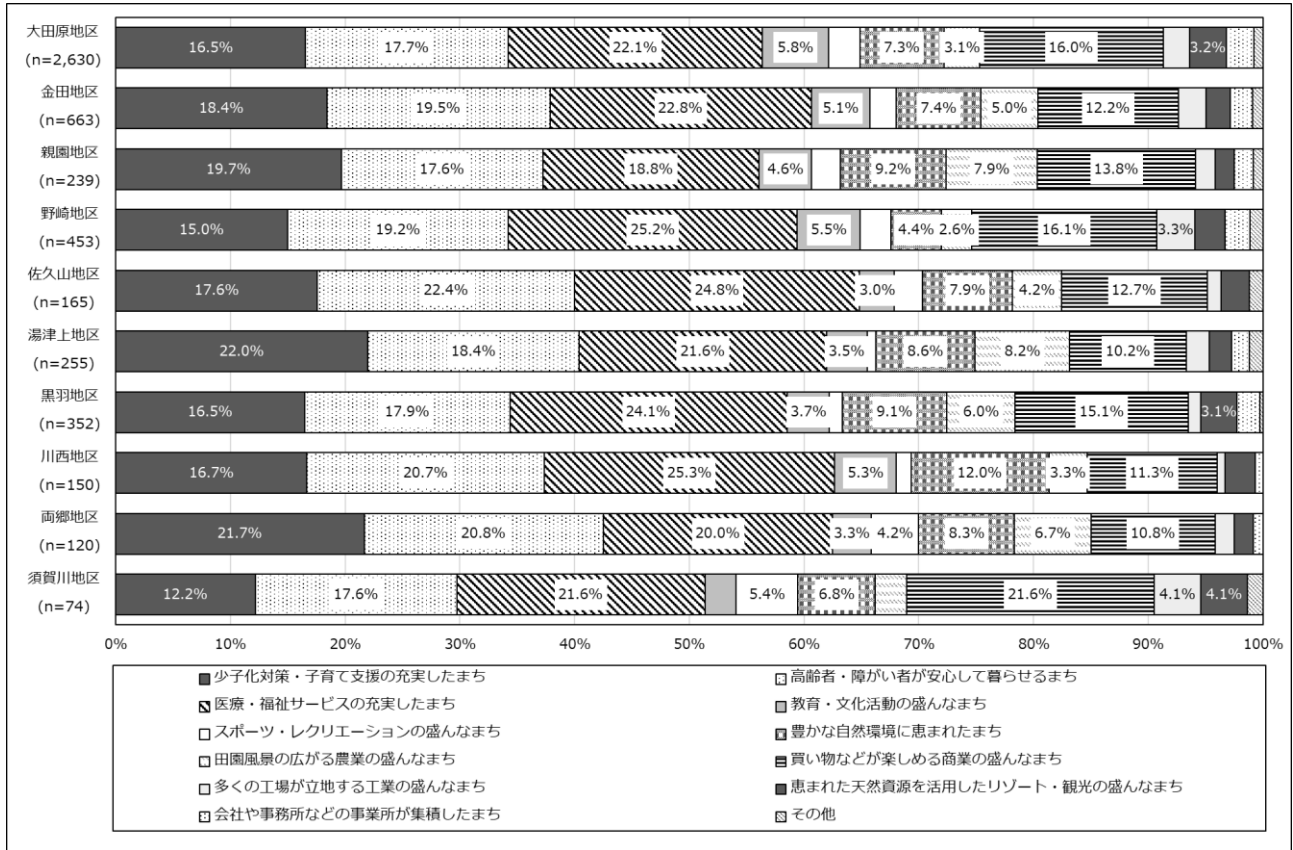 大田原地区
(n=2,630)
16.5% 17.7% 22.1% 5.8% 7.3% 3.1% 16.0% 3.2%
金田地区
(n=663)
18.4% 19.5% 22.8% 5.1% 7.4% 5.0% 12.2%
親園地区
(n=239)
19.7% 17.6% 18.8% 4.6% 9.2% 7.9% 13.8%
野崎地区
(n=453)
15.0% 19.2% 25.2% 5.5% 4.4% 2.6% 16.1% 3.3%
佐久山地区
(n=165)
17.6% 22.4% 24.8% 3.0% 7.9% 4.2% 12.7%
湯津上地区
(n=255)
22.0% 18.4% 21.6% 3.5% 8.6% 8.2% 10.2%
黒羽地区
(n=352)
16.5% 17.9% 24.1% 3.7% 9.1% 6.0% 15.1% 3.1%
川西地区
(n=150)
16.7% 20.7% 25.3% 5.3% 12.0% 3.3% 11.3%
両郷地区
(n=120)
21.7% 20.8% 20.0% 3.3% 4.2% 8.3% 6.7% 10.8%
須賀川地区
(n=74)
12.2% 17.6% 21.6% 5.4% 6.8% 21.6% 4.1% 4.1%
0% 10% 20% 30% 40% 50% 60% 70% 80% 90% 100%
少子化対策・子育て支援の充実したまち
高齢者・障がい者が安心して暮らせるまち
医療・福祉サービスの充実したまち
教育・文化活動の盛んなまち
スポーツ・レクリエーションの盛んなまち
豊かな自然環境に恵まれたまち
田園風景の広がる農業の盛んなまち
買い物などが楽しめる商業の盛んなまち
多くの工場が立地する工業の盛んなまち
恵まれた天然資源を活用したリゾート・観光の盛んなまち
会社や事務所などの事業所が集積したまち
その他